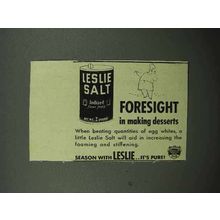 LESLIE
SALT
FORESIGHT
in making desserts
When beating quantities of egg whites, a
little Leslie Salt will aid in increasing the
foaming and stiffening.
SEASON WITH LESLIE...IT'S PURE!